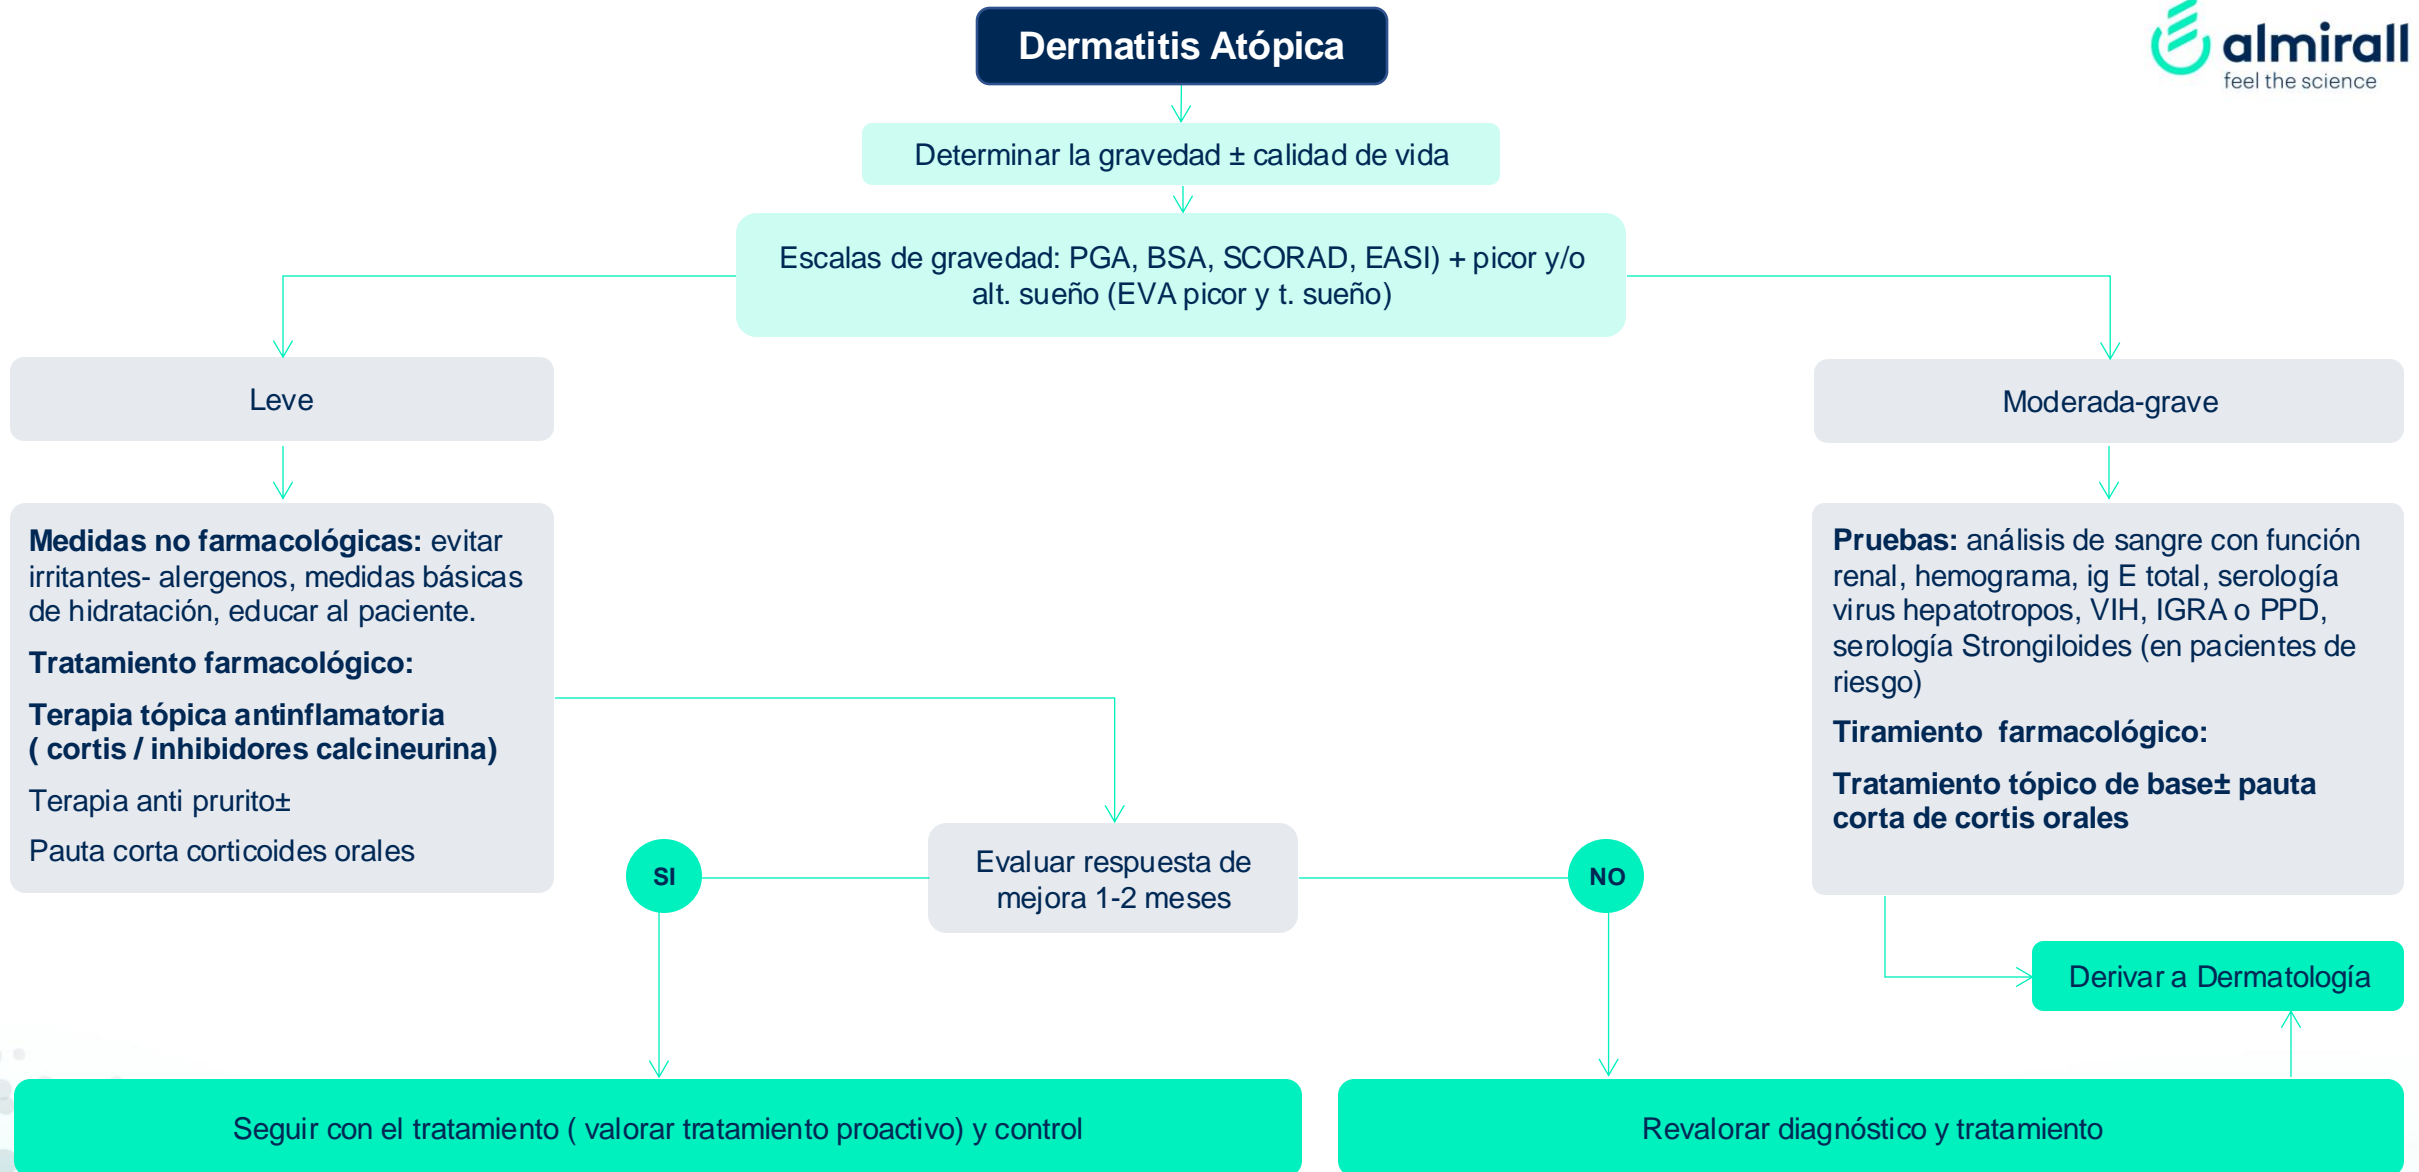 Dermatitis Atópica
almirall
feel the science
Determinar la gravedad ± calidad de vida
Escalas de gravedad: PGA, BSA, SCORAD, EASI) + picor y/o
alt. sueño (EVA picor y t. sueño)
Leve
Moderada-grave
Medidas no farmacológicas: evitar
irritantes- alergenos, medidas básicas
de hidratación, educar al paciente.
Tratamiento farmacológico:
Terapia tópica antinflamatoria
( cortis / inhibidores calcineurina)
Terapia anti prurito±
Pauta corta corticoides orales
Pruebas: análisis de sangre con función
renal, hemograma, ig E total, serología
virus hepatotropos, VIH, IGRA o PPD,
serología Strongiloides (en pacientes de
riesgo)
Tiramiento  farmacológico:
Tratamiento tópico de base± pauta
corta de cortis orales
SI
Evaluar respuesta de
mejora 1-2 meses
NO
Derivar a Dermatología
Seguir con el tratamiento ( valorar tratamiento proactivo) y control
Revalorar diagnóstico y tratamiento